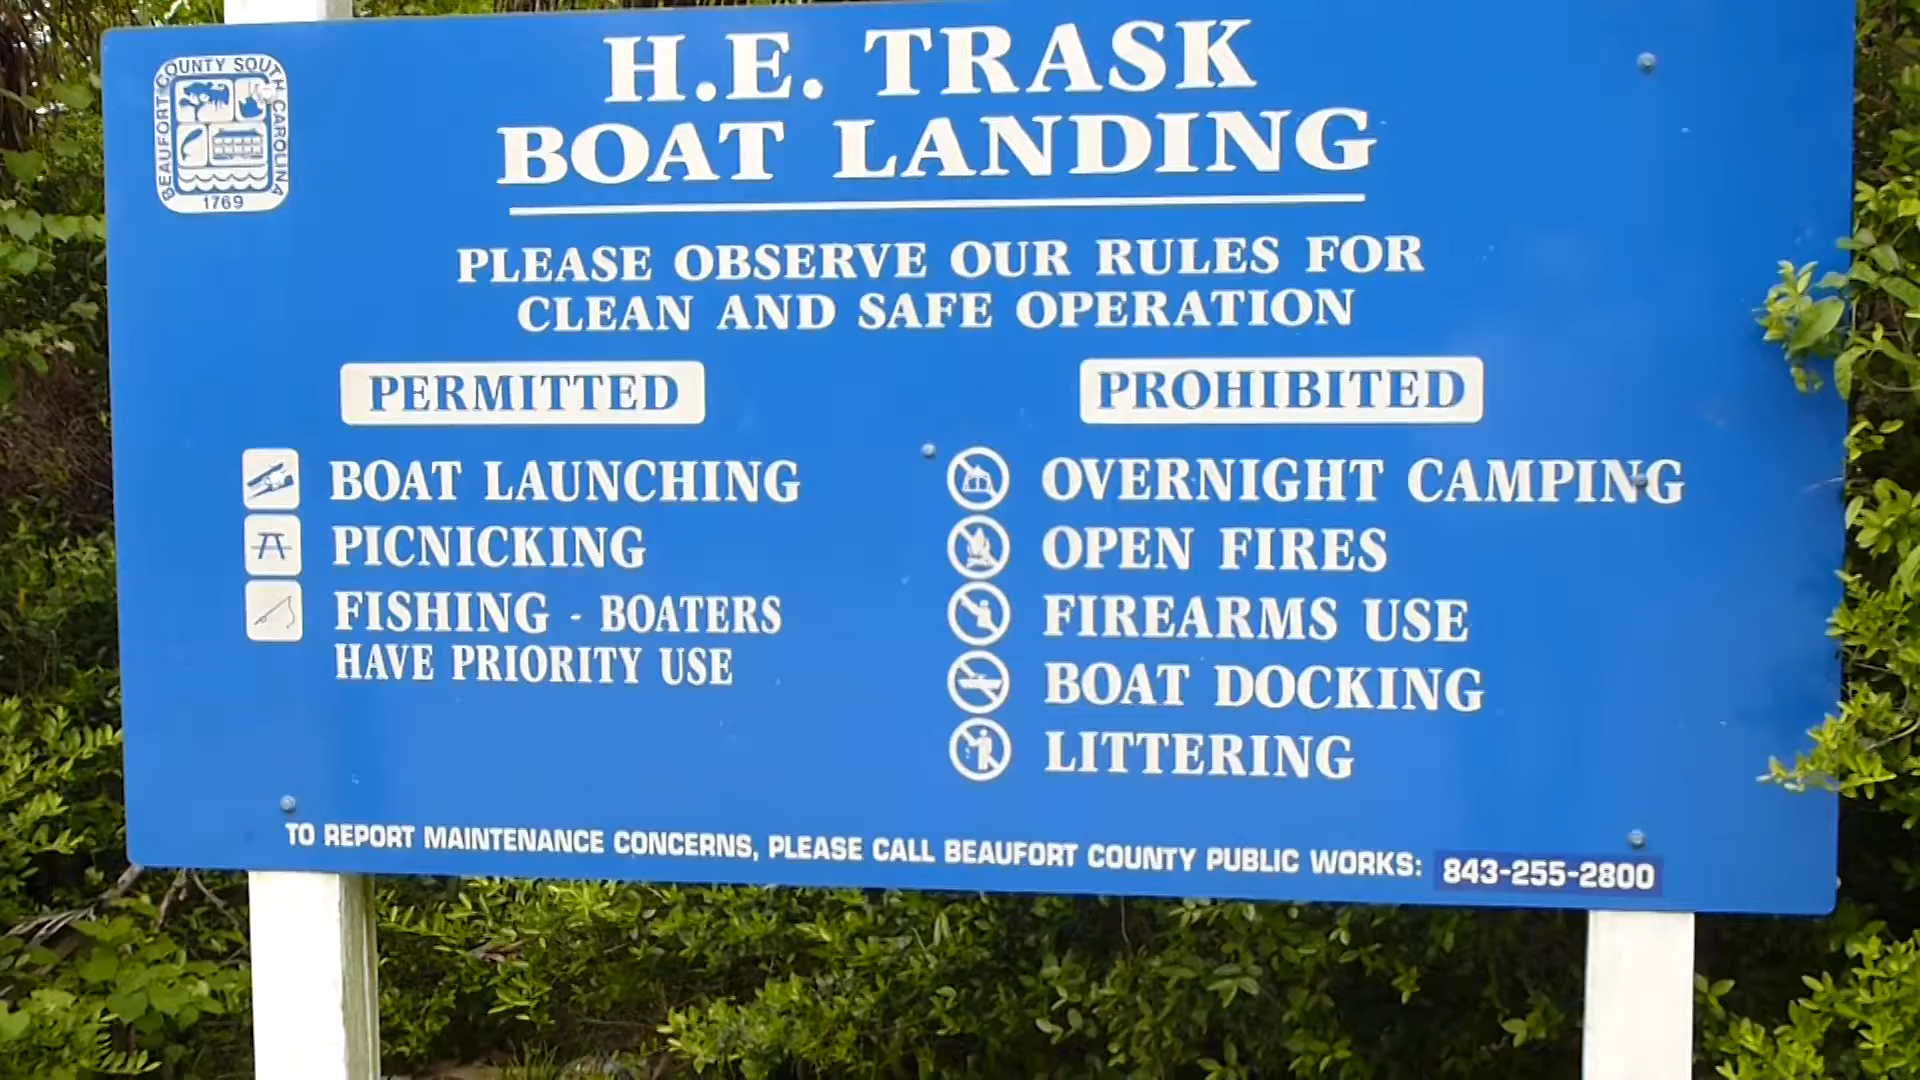 BEAUFORT COUNTY SOUTH CAROLINA
1769
H.E. TRASK
BOAT LANDING
PLEASE OBSERVE OUR RULES FOR
CLEAN AND SAFE OPERATION
PERMITTED
BOAT LAUNCHING
PICNICKING
FISHING - BOATERS
HAVE PRIORITY USE
PROHIBITED
OVERNIGHT CAMPING
OPEN FIRES
FIREARMS USE
BOAT DOCKING
LITTERING
TO REPORT MAINTENANCE CONCERNS, PLEASE CALL BEAUFORT COUNTY PUBLIC WORKS: 843-255-2800